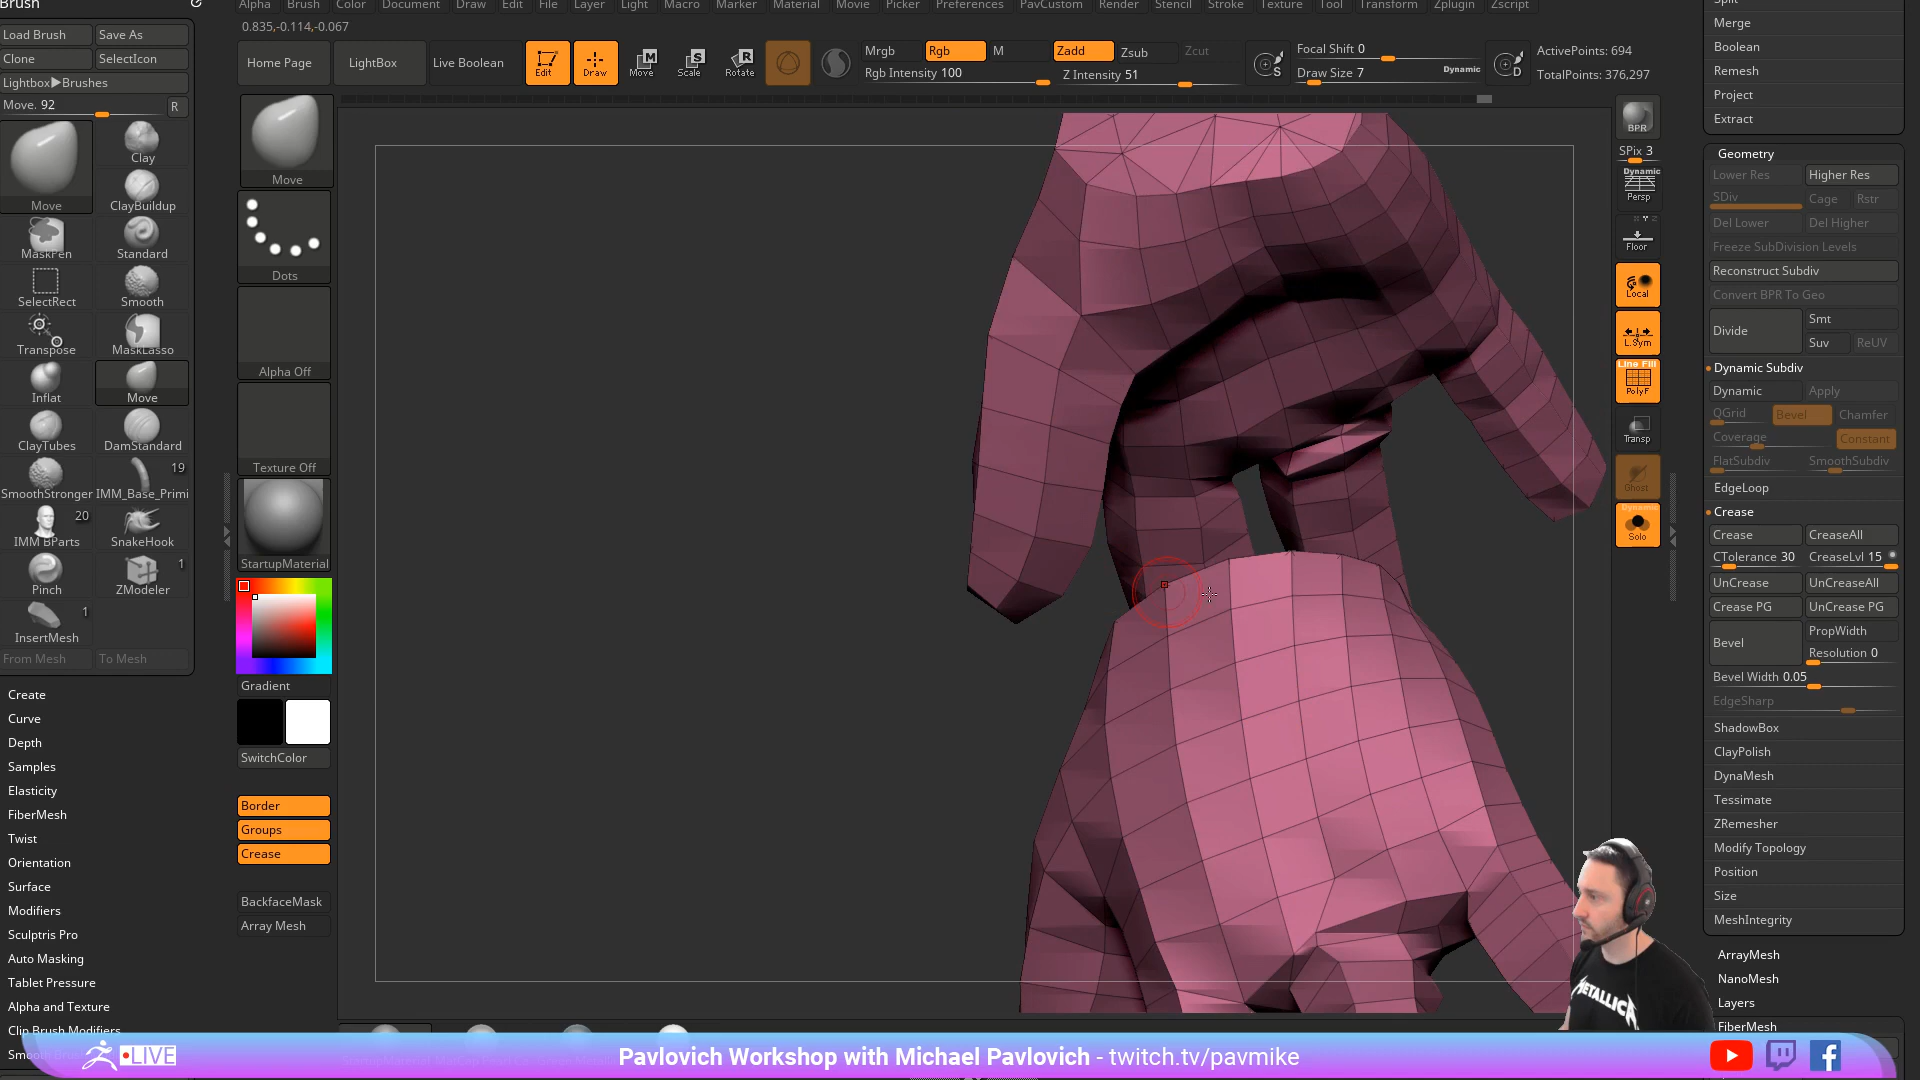 Brush
Alpha Brush Color Document Draw Edit File Layer Light Macro Marker Material Movie Picker Preferences PavCustom Render Stencil Stroke Texture Tool Transform Zplugin Zscript
0.835,-0.114,-0.067
Load Brush Save As
Clone SelectIcon
Lightbox▶Brushes
Move. 92 R
Move
Clay
ClayBuildup
MaskPen Standard
SelectRect Smooth
Transpose MaskLasso
Inflat Move
ClayTubes DamStandard
19
SmoothStronger IMM_Base_Primi
20
IMM BParts SnakeHook
1
Pinch ZModeler
1
InsertMesh
From Mesh To Mesh
Create
Curve
Depth
Samples
Elasticity
FiberMesh
Twist
Orientation
Surface
Modifiers
Sculptris Pro
Auto Masking
Tablet Pressure
Alpha and Texture
Clip Brush Modifiers
Home Page LightBox Live Boolean
Edit Draw Move Scale Rotate
Mrgb Rgb M
Rgb Intensity 100
Zadd Zsub Zcut
Z Intensity 51
Focal Shift 0
Draw Size 7 Dynamic
ActivePoints: 694
TotalPoints: 376,297
Move
Dots
Alpha Off
Texture Off
StartupMaterial
Gradient
SwitchColor
Border
Groups
Crease
BackfaceMask
Array Mesh
BPR
SPix 3
Dynamic
Persp
Floor
Local
L.Sym
Line Fill
PolyF
Transp
Ghost
Dynamic
Solo
Split
Merge
Boolean
Remesh
Project
Extract
Geometry
Lower Res Higher Res
SDiv Cage Rstr
Del Lower Del Higher
Freeze SubDivision Levels
Reconstruct Subdiv
Convert BPR To Geo
Divide Smt
Suv ReUV
Dynamic Subdiv
Dynamic Apply
QGrid Bevel Chamfer
Coverage Constant
FlatSubdiv SmoothSubdiv
EdgeLoop
Crease
Crease CreaseAll
CTolerance 30 CreaseLvl 15
UnCrease UnCreaseAll
Crease PG UnCrease PG
Bevel PropWidth
Resolution 0
Bevel Width 0.05
EdgeSharp
ShadowBox
ClayPolish
DynaMesh
Tessimate
ZRemesher
Modify Topology
Position
Size
MeshIntegrity
ArrayMesh
NanoMesh
Layers
FiberMesh
METALLICA
LIVE
Pavlovich Workshop with Michael Pavlovich - twitch.tv/pavmike